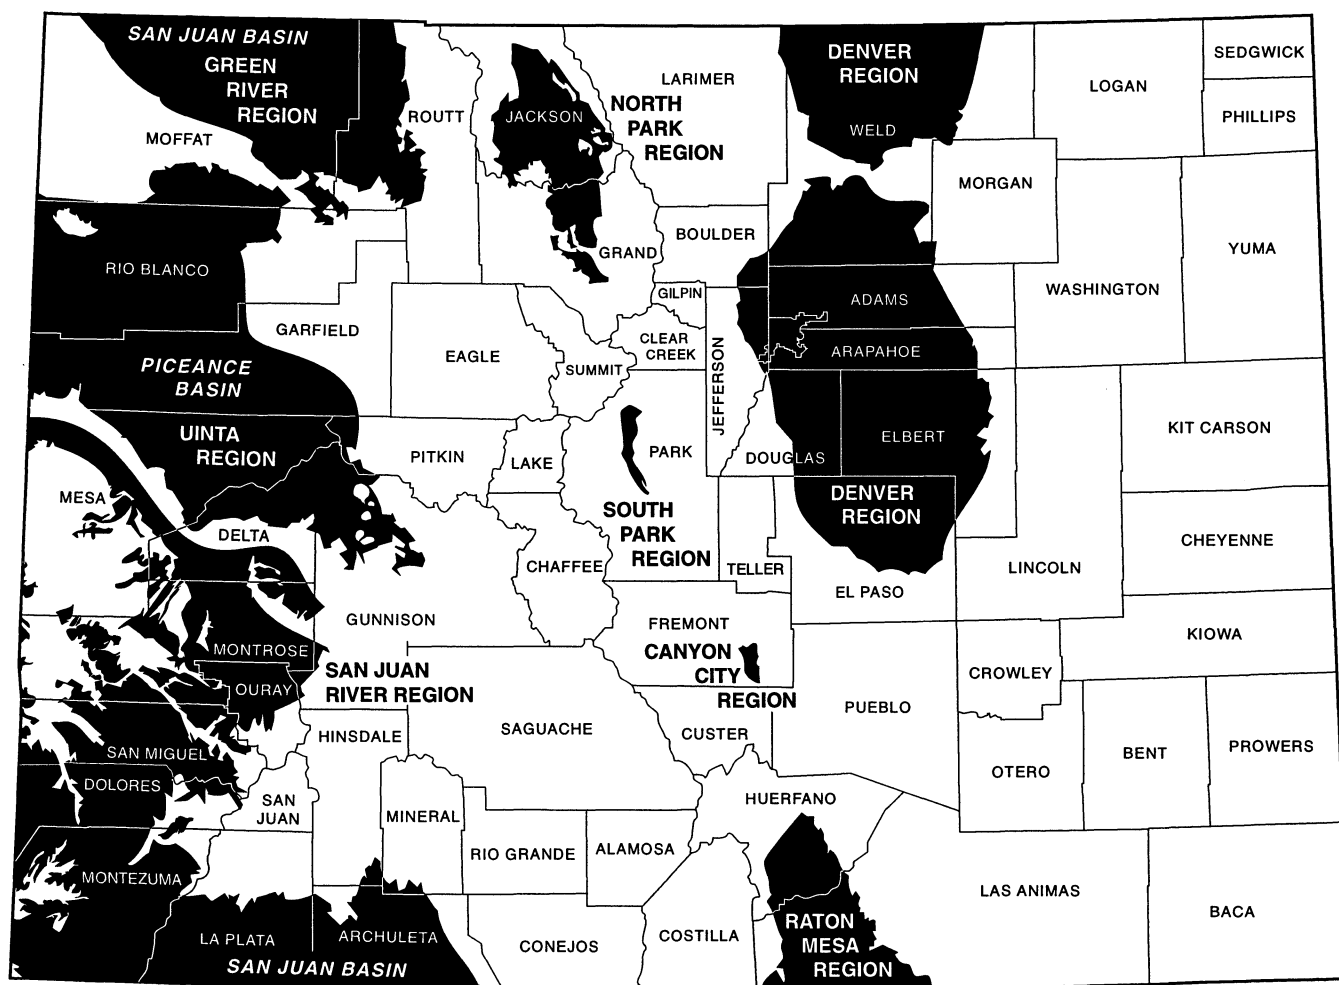 SAN JUAN BASIN
GREEN
RIVER
REGION
MOFFAT
ROUTT
JACKSON
NORTH
PARK
REGION
LARIMER
DENVER
REGION
WELD
LOGAN
SEDGWICK
PHILLIPS
MORGAN
YUMA
WASHINGTON
RIO BLANCO
GRAND
BOULDER
GILPIN
ADAMS
GARFIELD
EAGLE
SUMMIT
CLEAR
CREEK
JEFFERSON
ARAPAHOE
PICEANCE
BASIN
UINTA
REGION
PITKIN
LAKE
PARK
DOUGLAS
ELBERT
KIT CARSON
MESA
DELTA
SOUTH
PARK
REGION
DENVER
REGION
CHEYENNE
CHAFFEE
TELLER
EL PASO
LINCOLN
GUNNISON
MONTROSE
FREMONT
CANYON
CITY
REGION
KIOWA
CROWLEY
OURAY
SAN JUAN
RIVER REGION
SAGUACHE
CUSTER
PUEBLO
HINSDALE
SAN MIGUEL
DOLORES
OTERO
BENT
PROWERS
SAN
JUAN
MINERAL
HUERFANO
RIO GRANDE
ALAMOSA
MONTEZUMA
LAS ANIMAS
BACA
LA PLATA
ARCHULETA
CONEJOS
COSTILLA
RATON
MESA
REGION
SAN JUAN BASIN